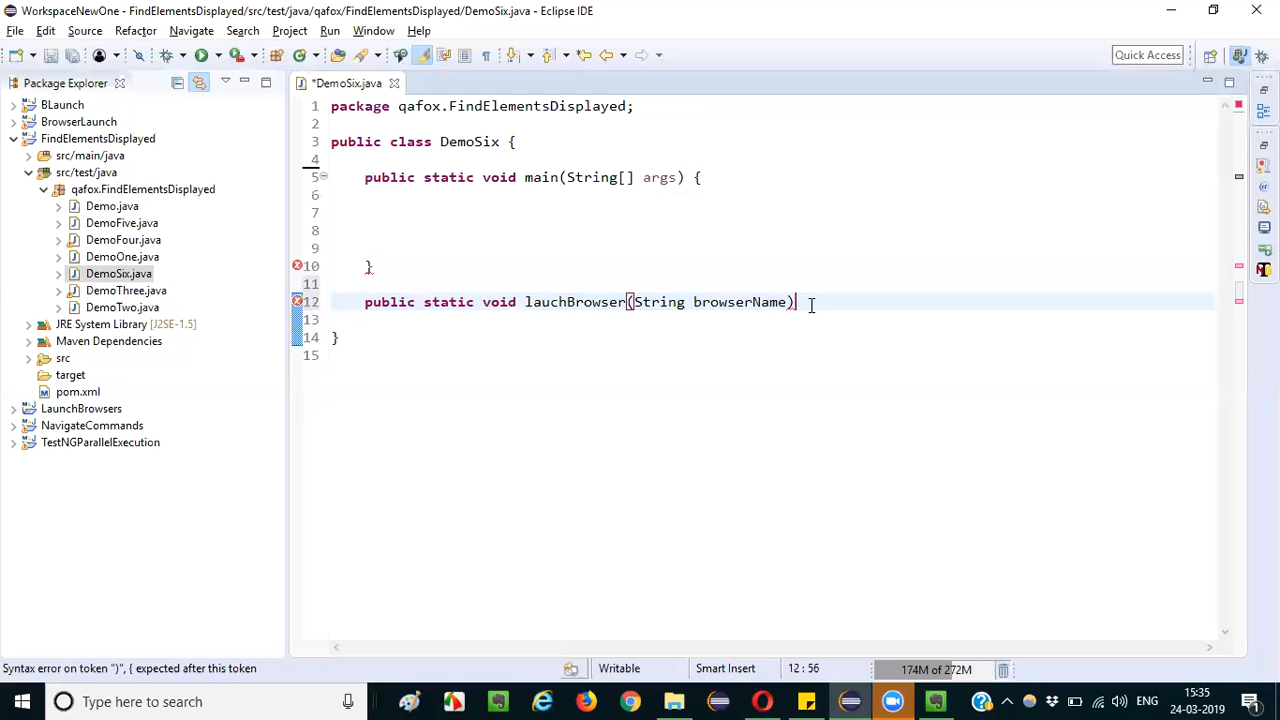 WorkspaceNewOne - FindElementsDisplayed/src/test/java/qafox/FindElementsDisplayed/DemoSix.java - Eclipse IDE
File Edit Source Refactor Navigate Search Project Run Window Help
Quick Access
Package Explorer
*DemoSix.java
BLaunch
BrowserLaunch
FindElementsDisplayed
src/main/java
src/test/java
qafox.FindElementsDisplayed
Demo.java
DemoFive.java
DemoFour.java
DemoOne.java
DemoSix.java
DemoThree.java
DemoTwo.java
JRE System Library [J2SE-1.5]
Maven Dependencies
src
target
pom.xml
LaunchBrowsers
NavigateCommands
TestNGParallelExecution
1 package qafox.FindElementsDisplayed;
2
3 public class DemoSix {
4
5 public static void main(String[] args) {
6
7
8
9
10 }
11
12 public static void lauchBrowser(String browserName)
13
14 }
15
Syntax error on token ")", { expected after this token
Writable
Smart Insert
12 : 56
174M of 272M
Type here to search
ENG
15:35
24-03-2019